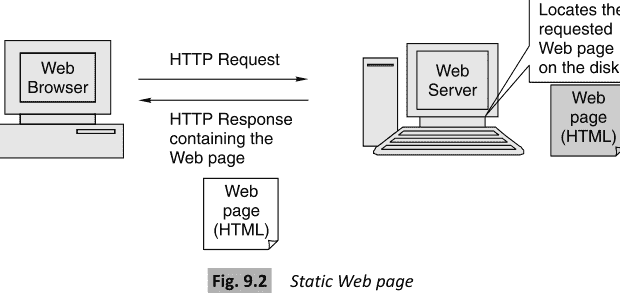 Web
Browser
HTTP Request
HTTP Response
containing the
Web page
Web
page
(HTML)
Web
Server
Locates the
requested
Web page
on the disk
Web
page
(HTML)
Fig. 9.2 Static Web page